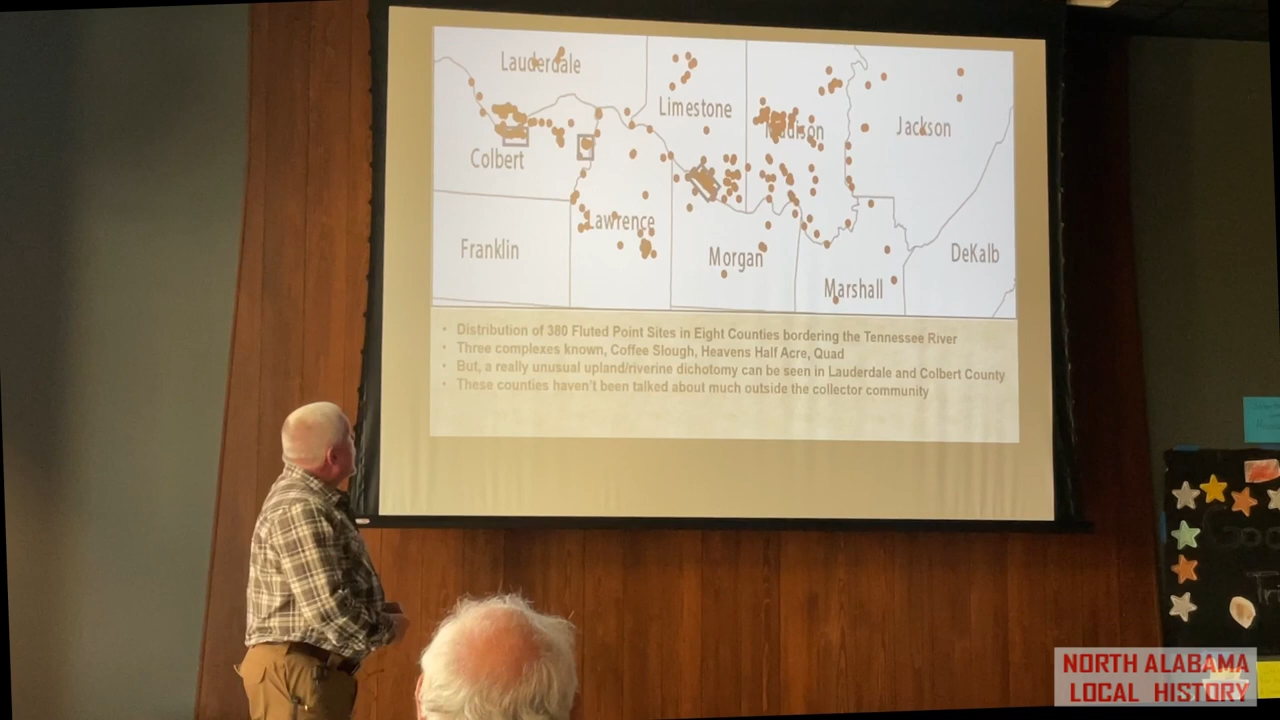 Lauderdale
Limestone
Madison
Jackson
Colbert
Lawrence
Franklin
Morgan
DeKalb
Marshall
• Distribution of 380 Fluted Point Sites in Eight Counties bordering the Tennessee River
• Three complexes known, Coffee Slough, Heavens Half Acre, Quad
• But, a really unusual upland/riverine dichotomy can be seen in Lauderdale and Colbert County
• These counties haven't been talked about much outside the collector community
NORTH ALABAMA
LOCAL HISTORY